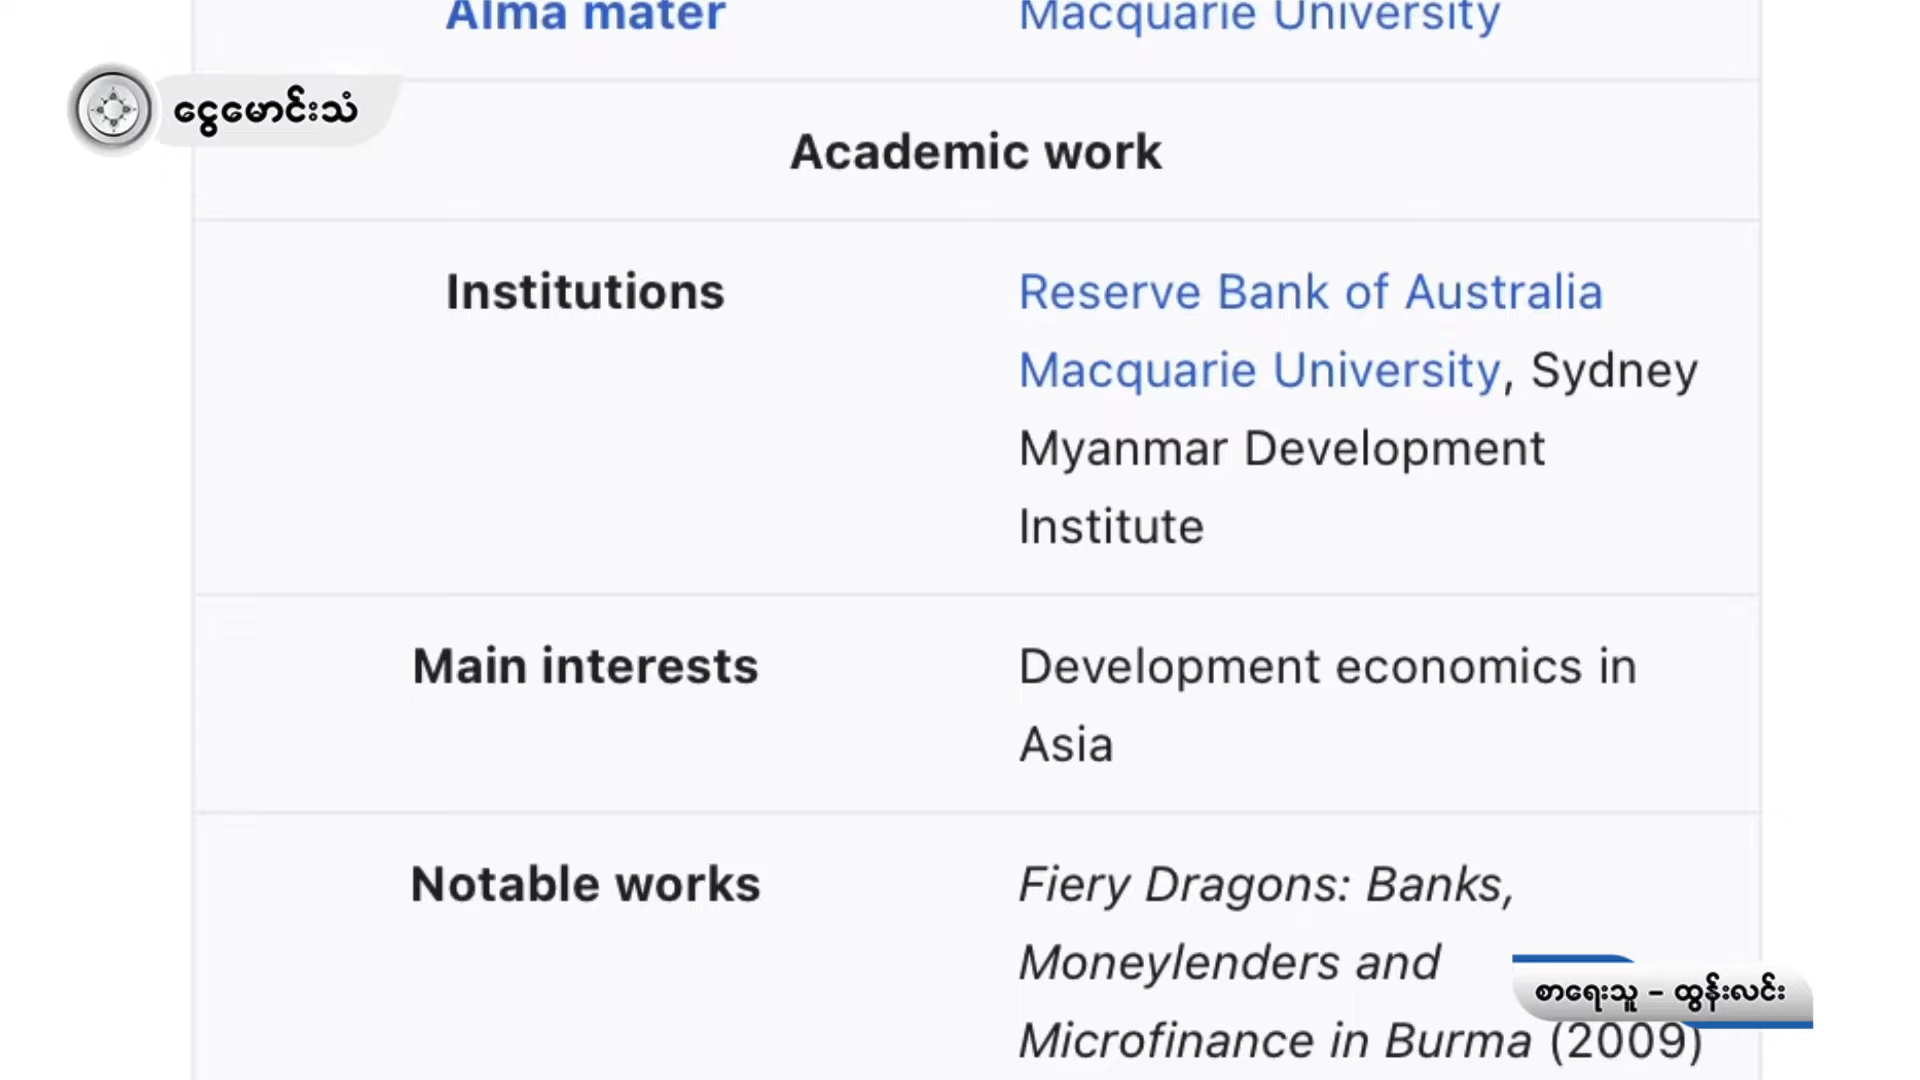 Alma mater Macquarie University
ငွေမောင်းသံ
Academic work
Institutions Reserve Bank of Australia
Macquarie University, Sydney
Myanmar Development
Institute
Main interests Development economics in
Asia
Notable works Fiery Dragons: Banks,
Moneylenders and
စာရေးသူ – ထွန်းလင်း
Microfinance in Burma (2009)